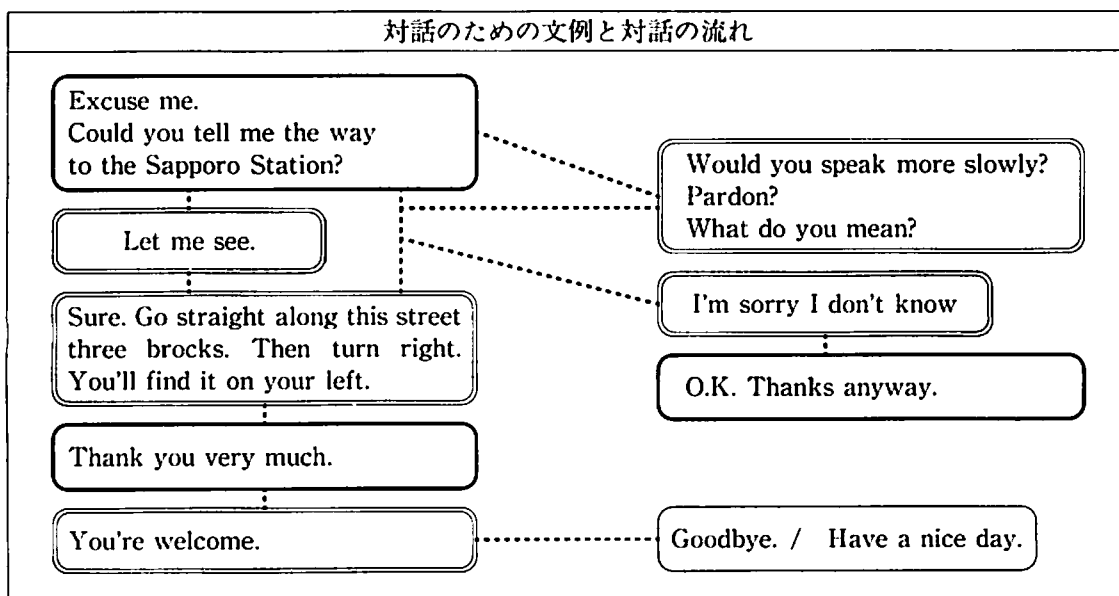 対話のための文例と対話の流れ
Excuse me.
Could you tell me the way
to the Sapporo Station?
Would you speak more slowly?
Pardon?
What do you mean?
Let me see.
I'm sorry I don't know
Sure. Go straight along this street
three brocks. Then turn right.
You'll find it on your left.
O.K. Thanks anyway.
Thank you very much.
You're welcome.
Goodbye. / Have a nice day.